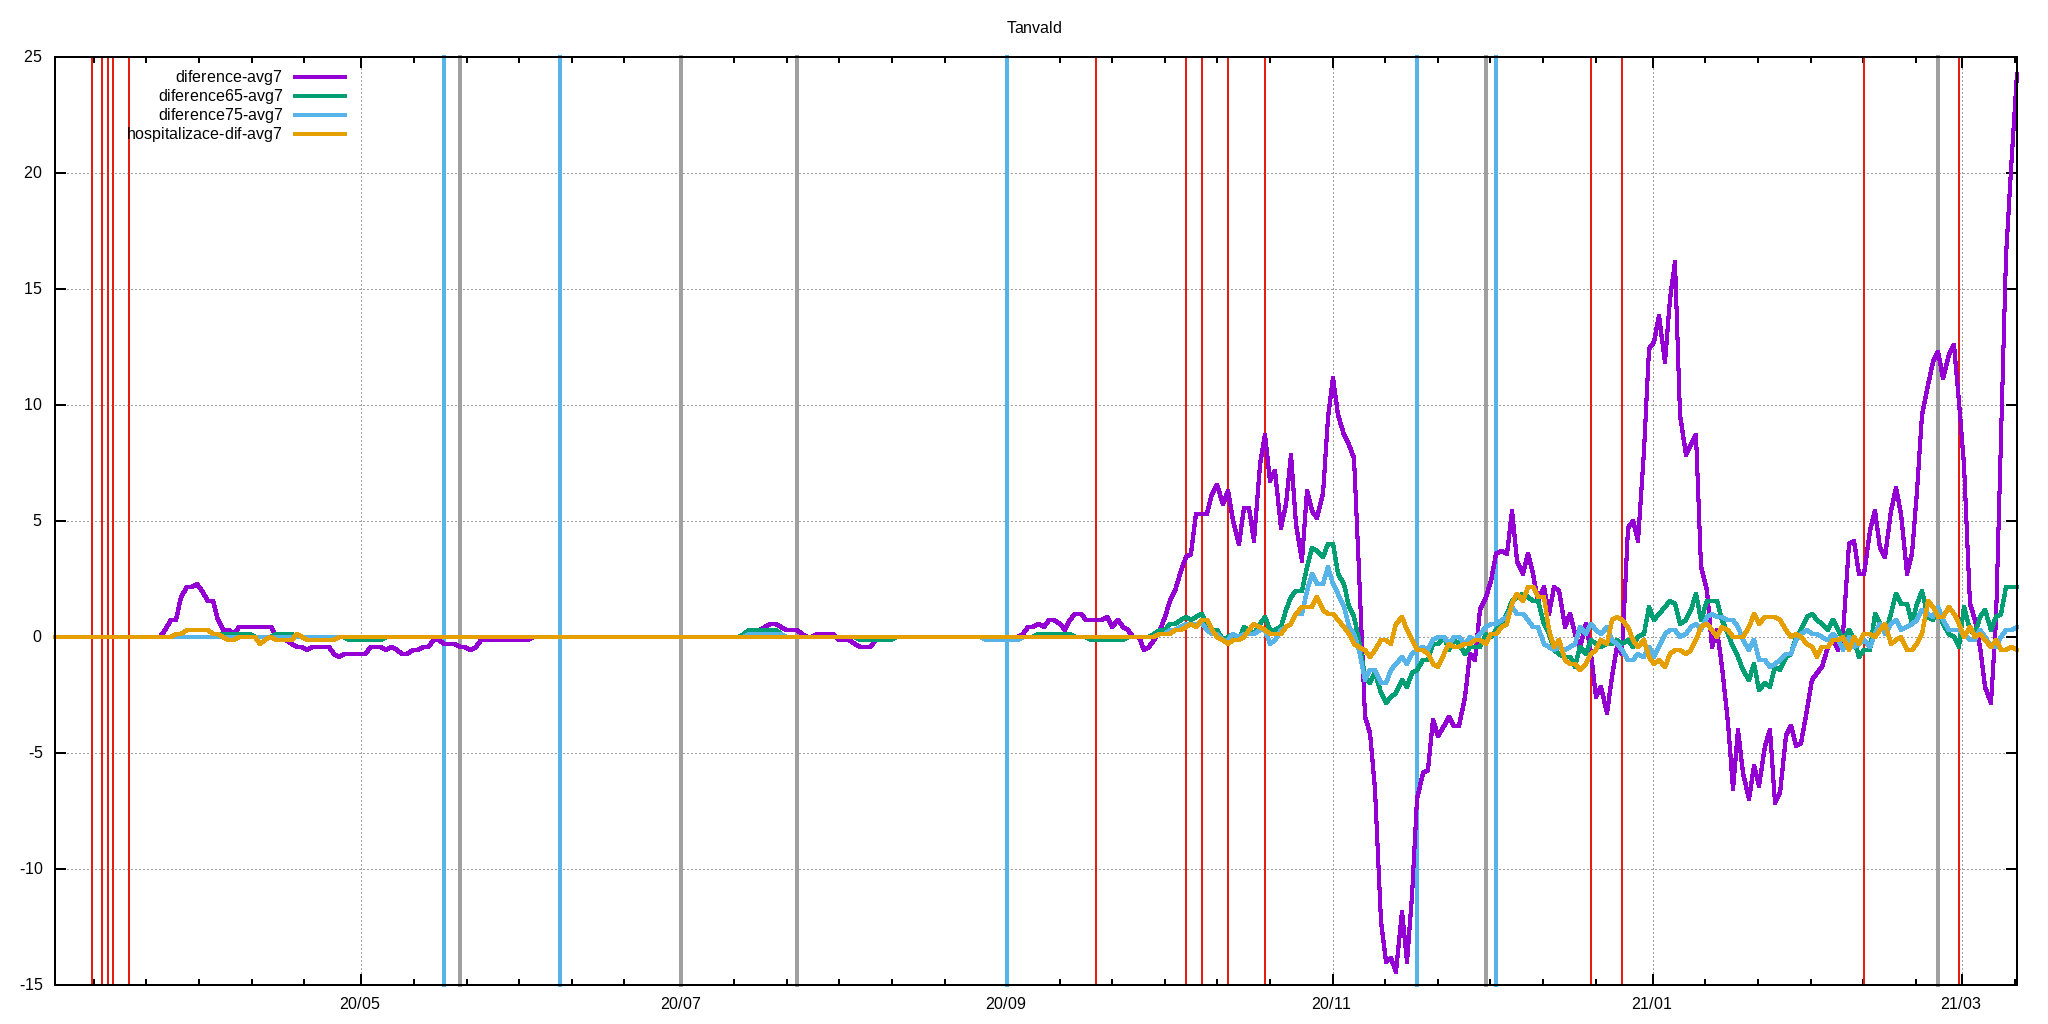 Tanvald
25
20
15
10
5
0
-5
-10
-15
diference-avg7
diference65-avg7
diference75-avg7
hospitalizace-dif-avg7
20/05 20/07 20/09 20/11 21/01 21/03